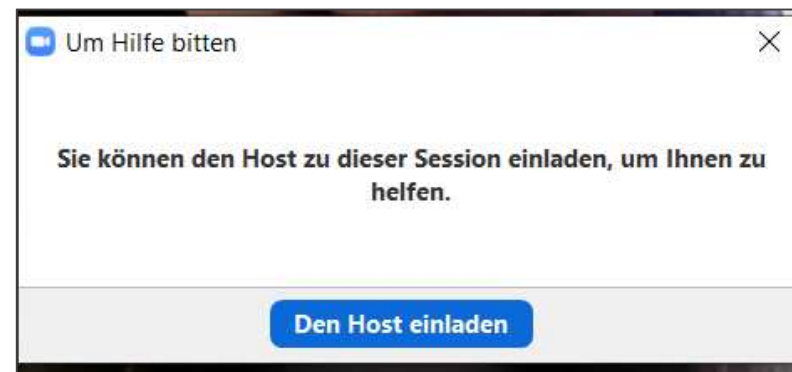 Um Hilfe bitten
Sie können den Host zu dieser Session einladen, um Ihnen zu
helfen.
Den Host einladen